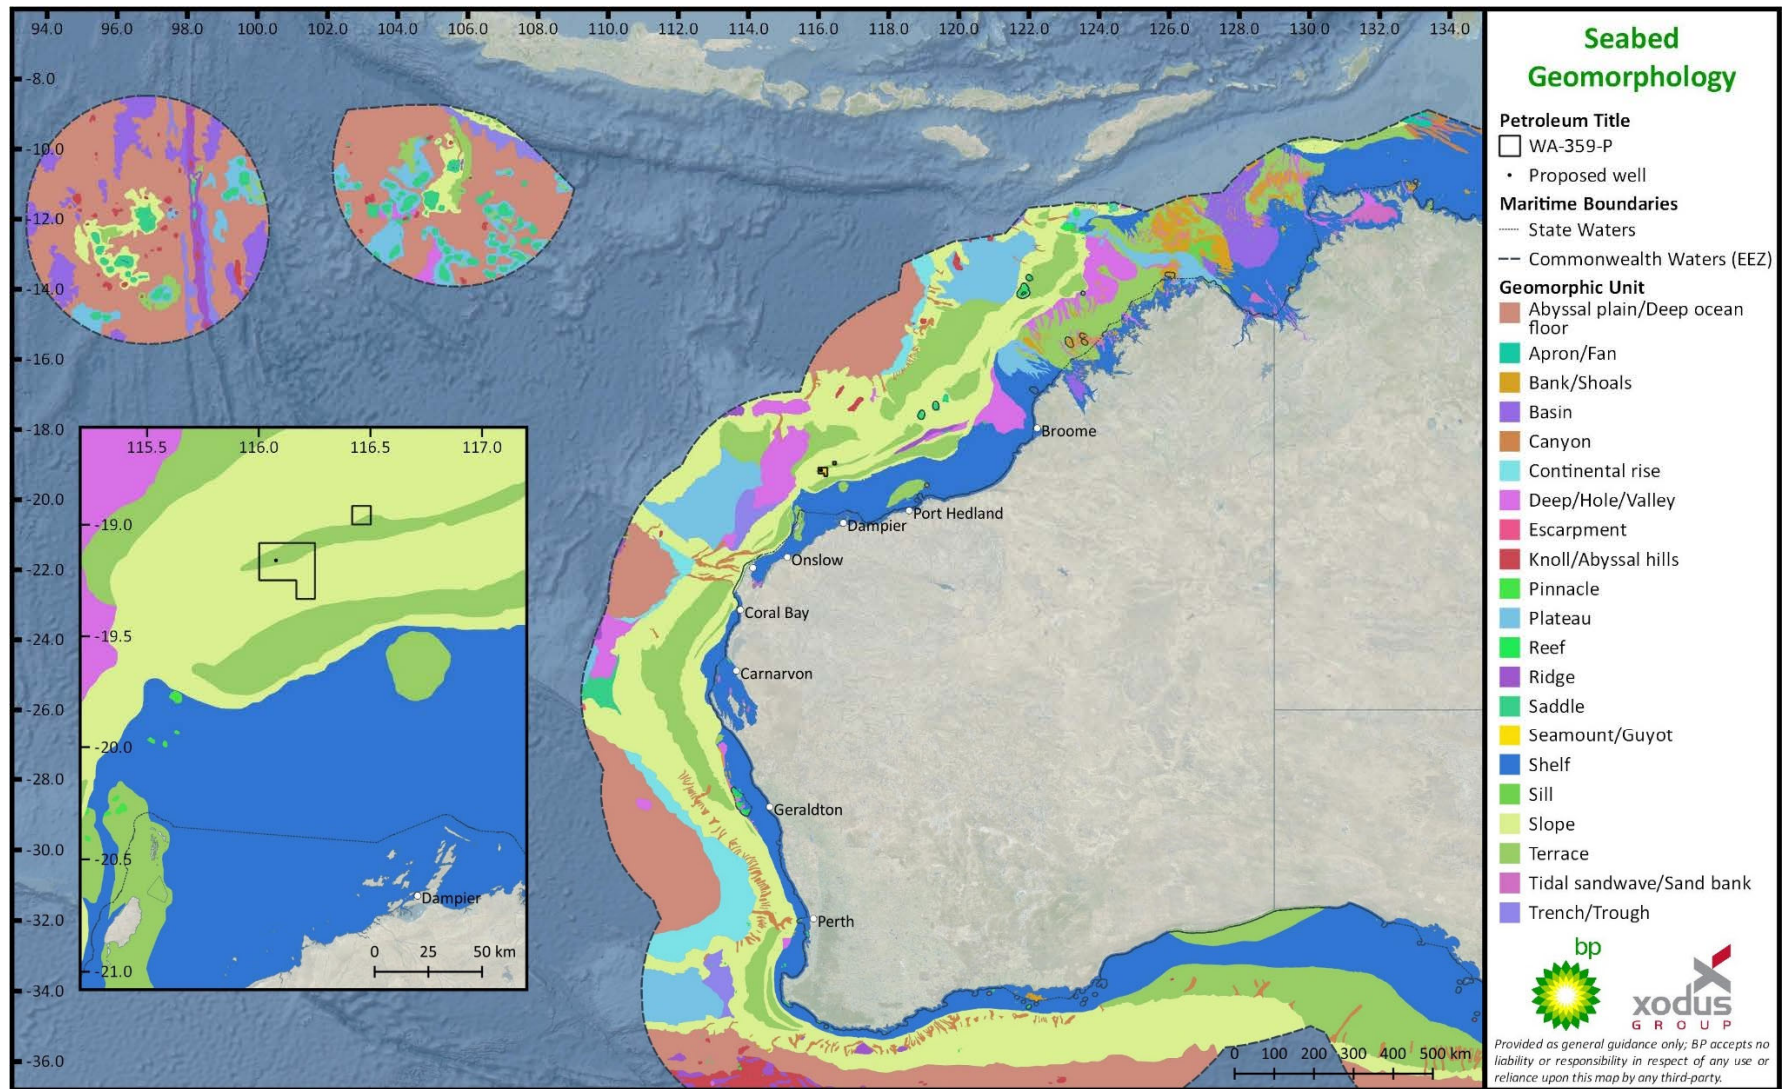 94.0 96.0 98.0 100.0 102.0 104.0 106.0 108.0 110.0 112.0 114.0 116.0 118.0 120.0 122.0 124.0 126.0 128.0 130.0 132.0 134.0
-8.0
-10.0
-12.0
-14.0
-16.0
-18.0
-20.0
-22.0
-24.0
-26.0
-28.0
-30.0
-32.0
-34.0
-36.0
Broome
Port Hedland
Dampier
Onslow
Coral Bay
Carnarvon
Geraldton
Perth
0 100 200 300 400 500 km
115.5 116.0 116.5 117.0
-19.0
-19.5
-20.0
-20.5
-21.0
Dampier
0 25 50 km
Seabed
Geomorphology
Petroleum Title
WA-359-P
Proposed well
Maritime Boundaries
State Waters
Commonwealth Waters (EEZ)
Geomorphic Unit
Abyssal plain/Deep ocean
floor
Apron/Fan
Bank/Shoals
Basin
Canyon
Continental rise
Deep/Hole/Valley
Escarpment
Knoll/Abyssal hills
Pinnacle
Plateau
Reef
Ridge
Saddle
Seamount/Guyot
Shelf
Sill
Slope
Terrace
Tidal sandwave/Sand bank
Trench/Trough
bp
xodus
GROUP
Provided as general guidance only; BP accepts no
liability or responsibility in respect of any use or
reliance upon this map by any third-party.